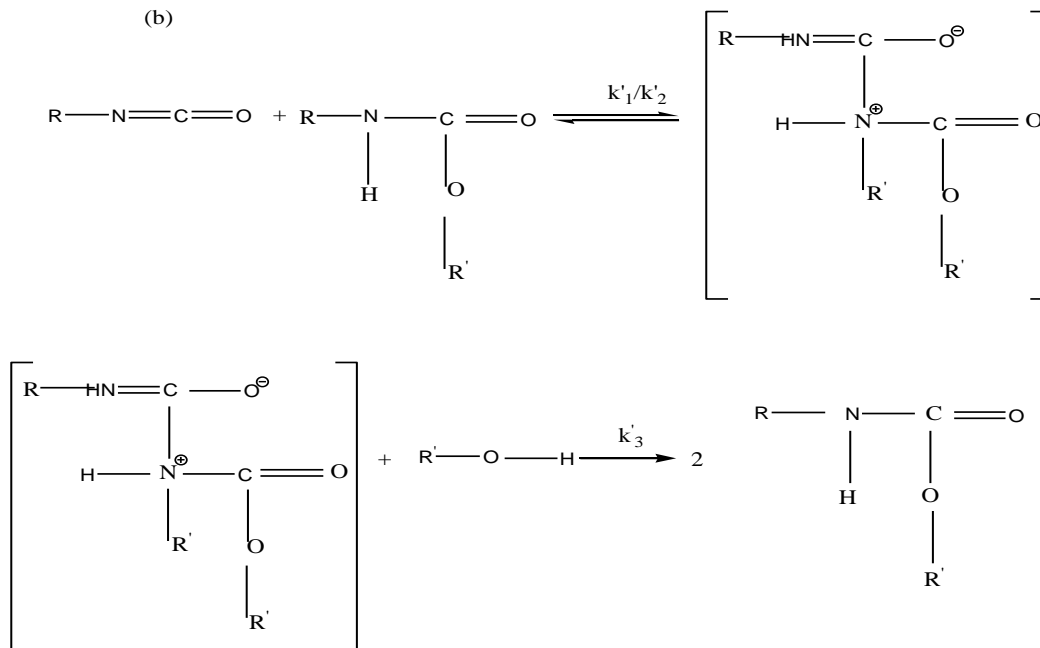 (b)
R HN C O ⊖
k'1/k'2
R N C O + R N C O
H N ⊕ C O
H O
R' O
R'
R'
R HN C O ⊖
k'3
R N C O
H N ⊕ C O + R' O H 2
H O
R' O
R'
R'